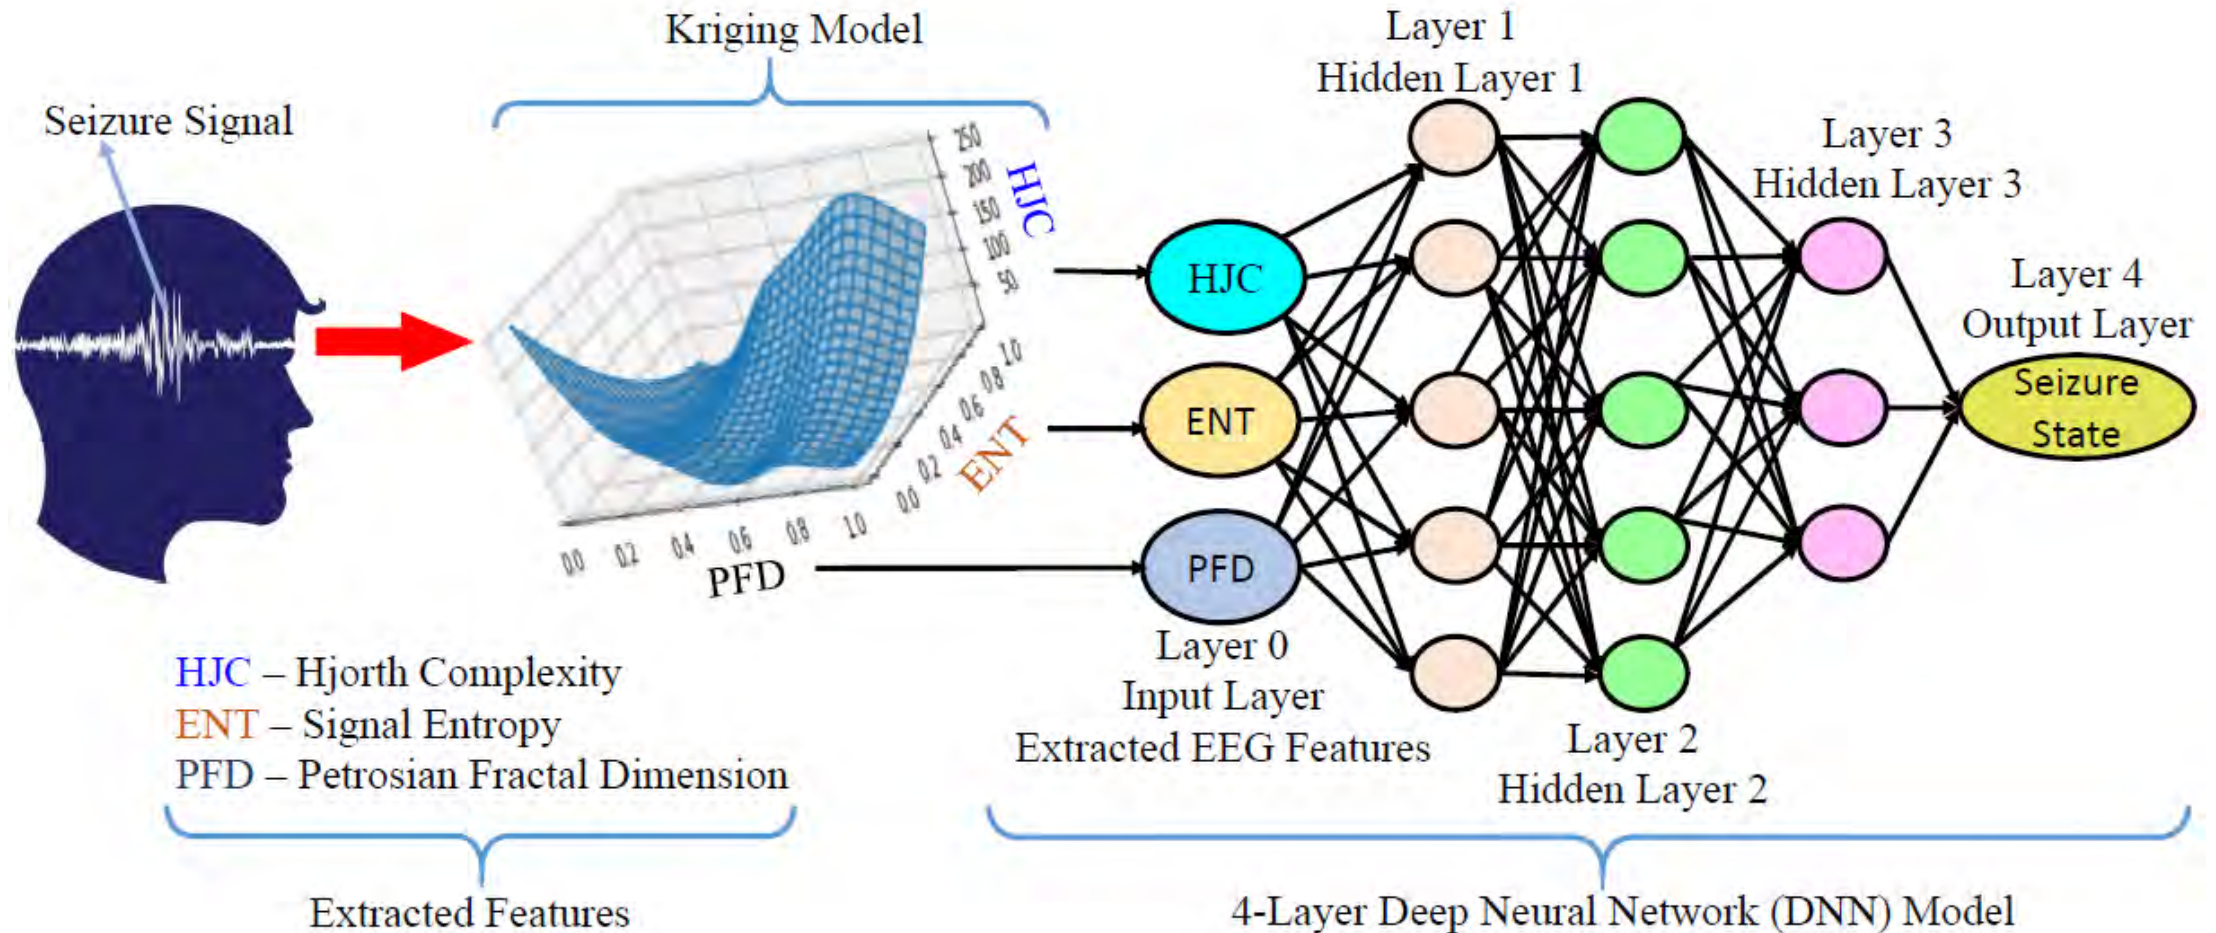 Kriging Model
Seizure Signal
250
200
150
100
50
HJC
1.0
0.8
0.6
0.4
0.2
0.0
ENT
0.0 0.2 0.4 0.6 0.8 1.0
PFD
HJC – Hjorth Complexity
ENT – Signal Entropy
PFD – Petrosian Fractal Dimension
Extracted Features
Layer 1
Hidden Layer 1
Layer 3
Hidden Layer 3
Layer 4
Output Layer
HJC
ENT
PFD
Seizure
State
Layer 0
Input Layer
Extracted EEG Features
Layer 2
Hidden Layer 2
4-Layer Deep Neural Network (DNN) Model